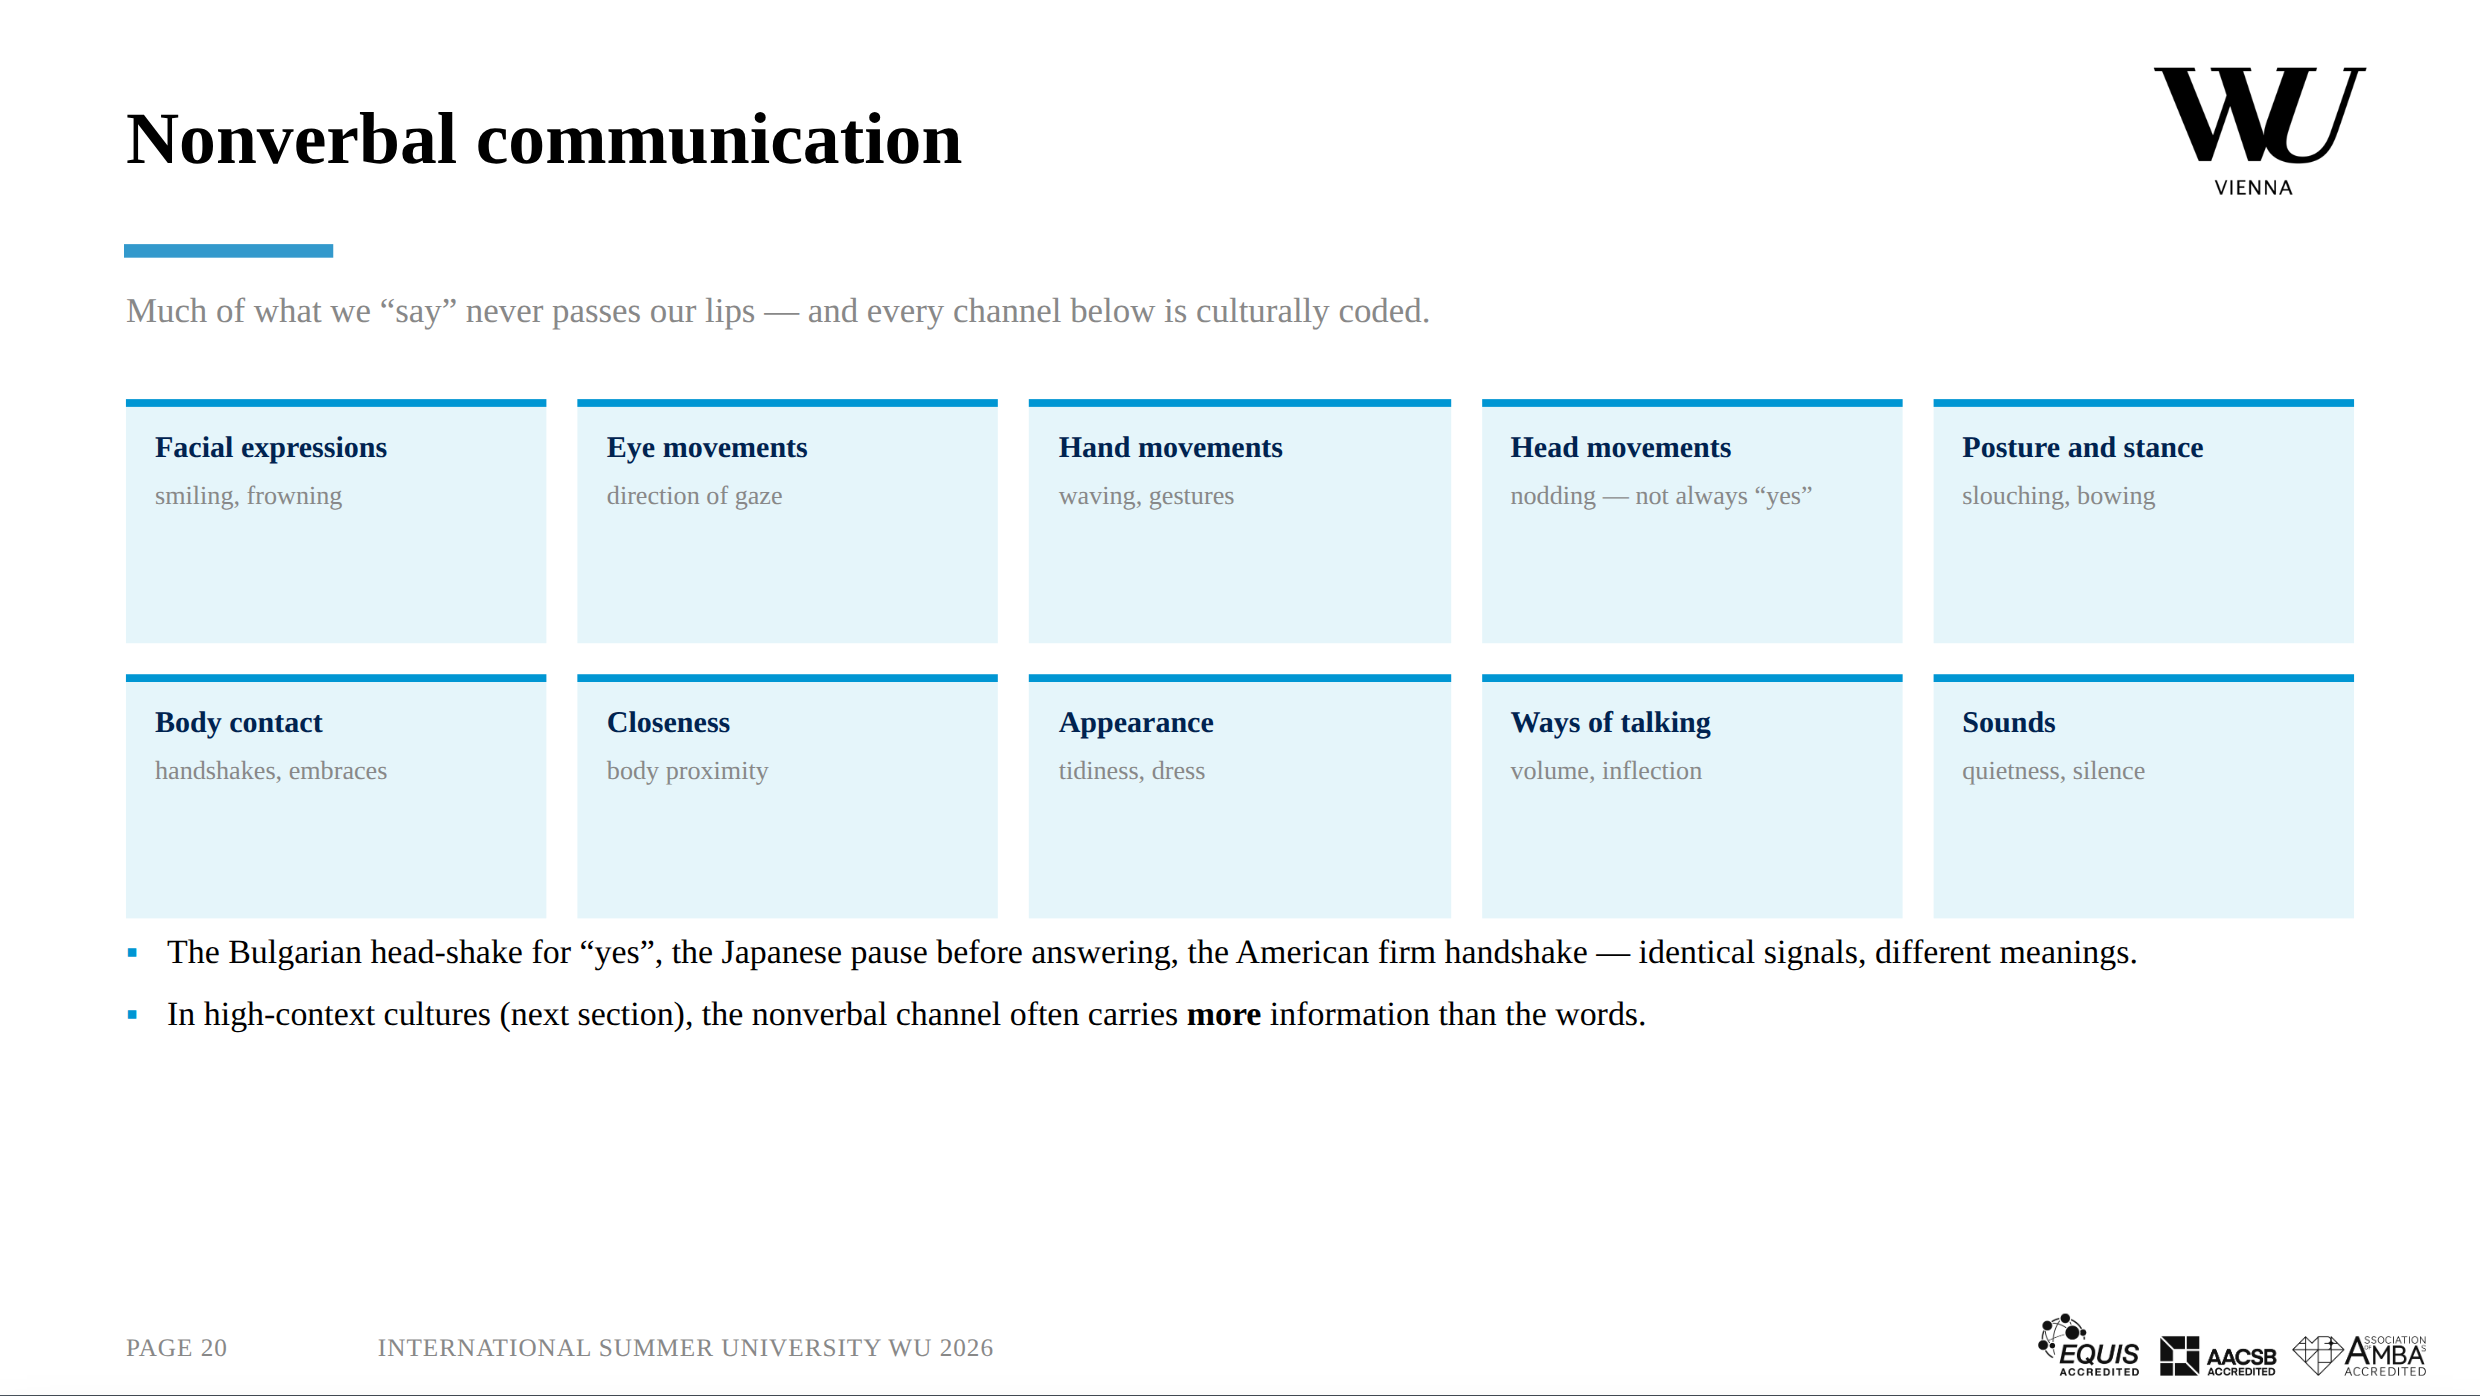 Nonverbal communication
WU
VIENNA
Much of what we “say” never passes our lips — and every channel below is culturally coded.
Facial expressions
smiling, frowning
Eye movements
direction of gaze
Hand movements
waving, gestures
Head movements
nodding — not always “yes”
Posture and stance
slouching, bowing
Body contact
handshakes, embraces
Closeness
body proximity
Appearance
tidiness, dress
Ways of talking
volume, inflection
Sounds
quietness, silence
▪ The Bulgarian head-shake for “yes”, the Japanese pause before answering, the American firm handshake — identical signals, different meanings.
▪ In high-context cultures (next section), the nonverbal channel often carries more information than the words.
PAGE 20
INTERNATIONAL SUMMER UNIVERSITY WU 2026
EQUIS
ACCREDITED
AACSB
ACCREDITED
ASSOCIATION
OF
AMBAS
ACCREDITED